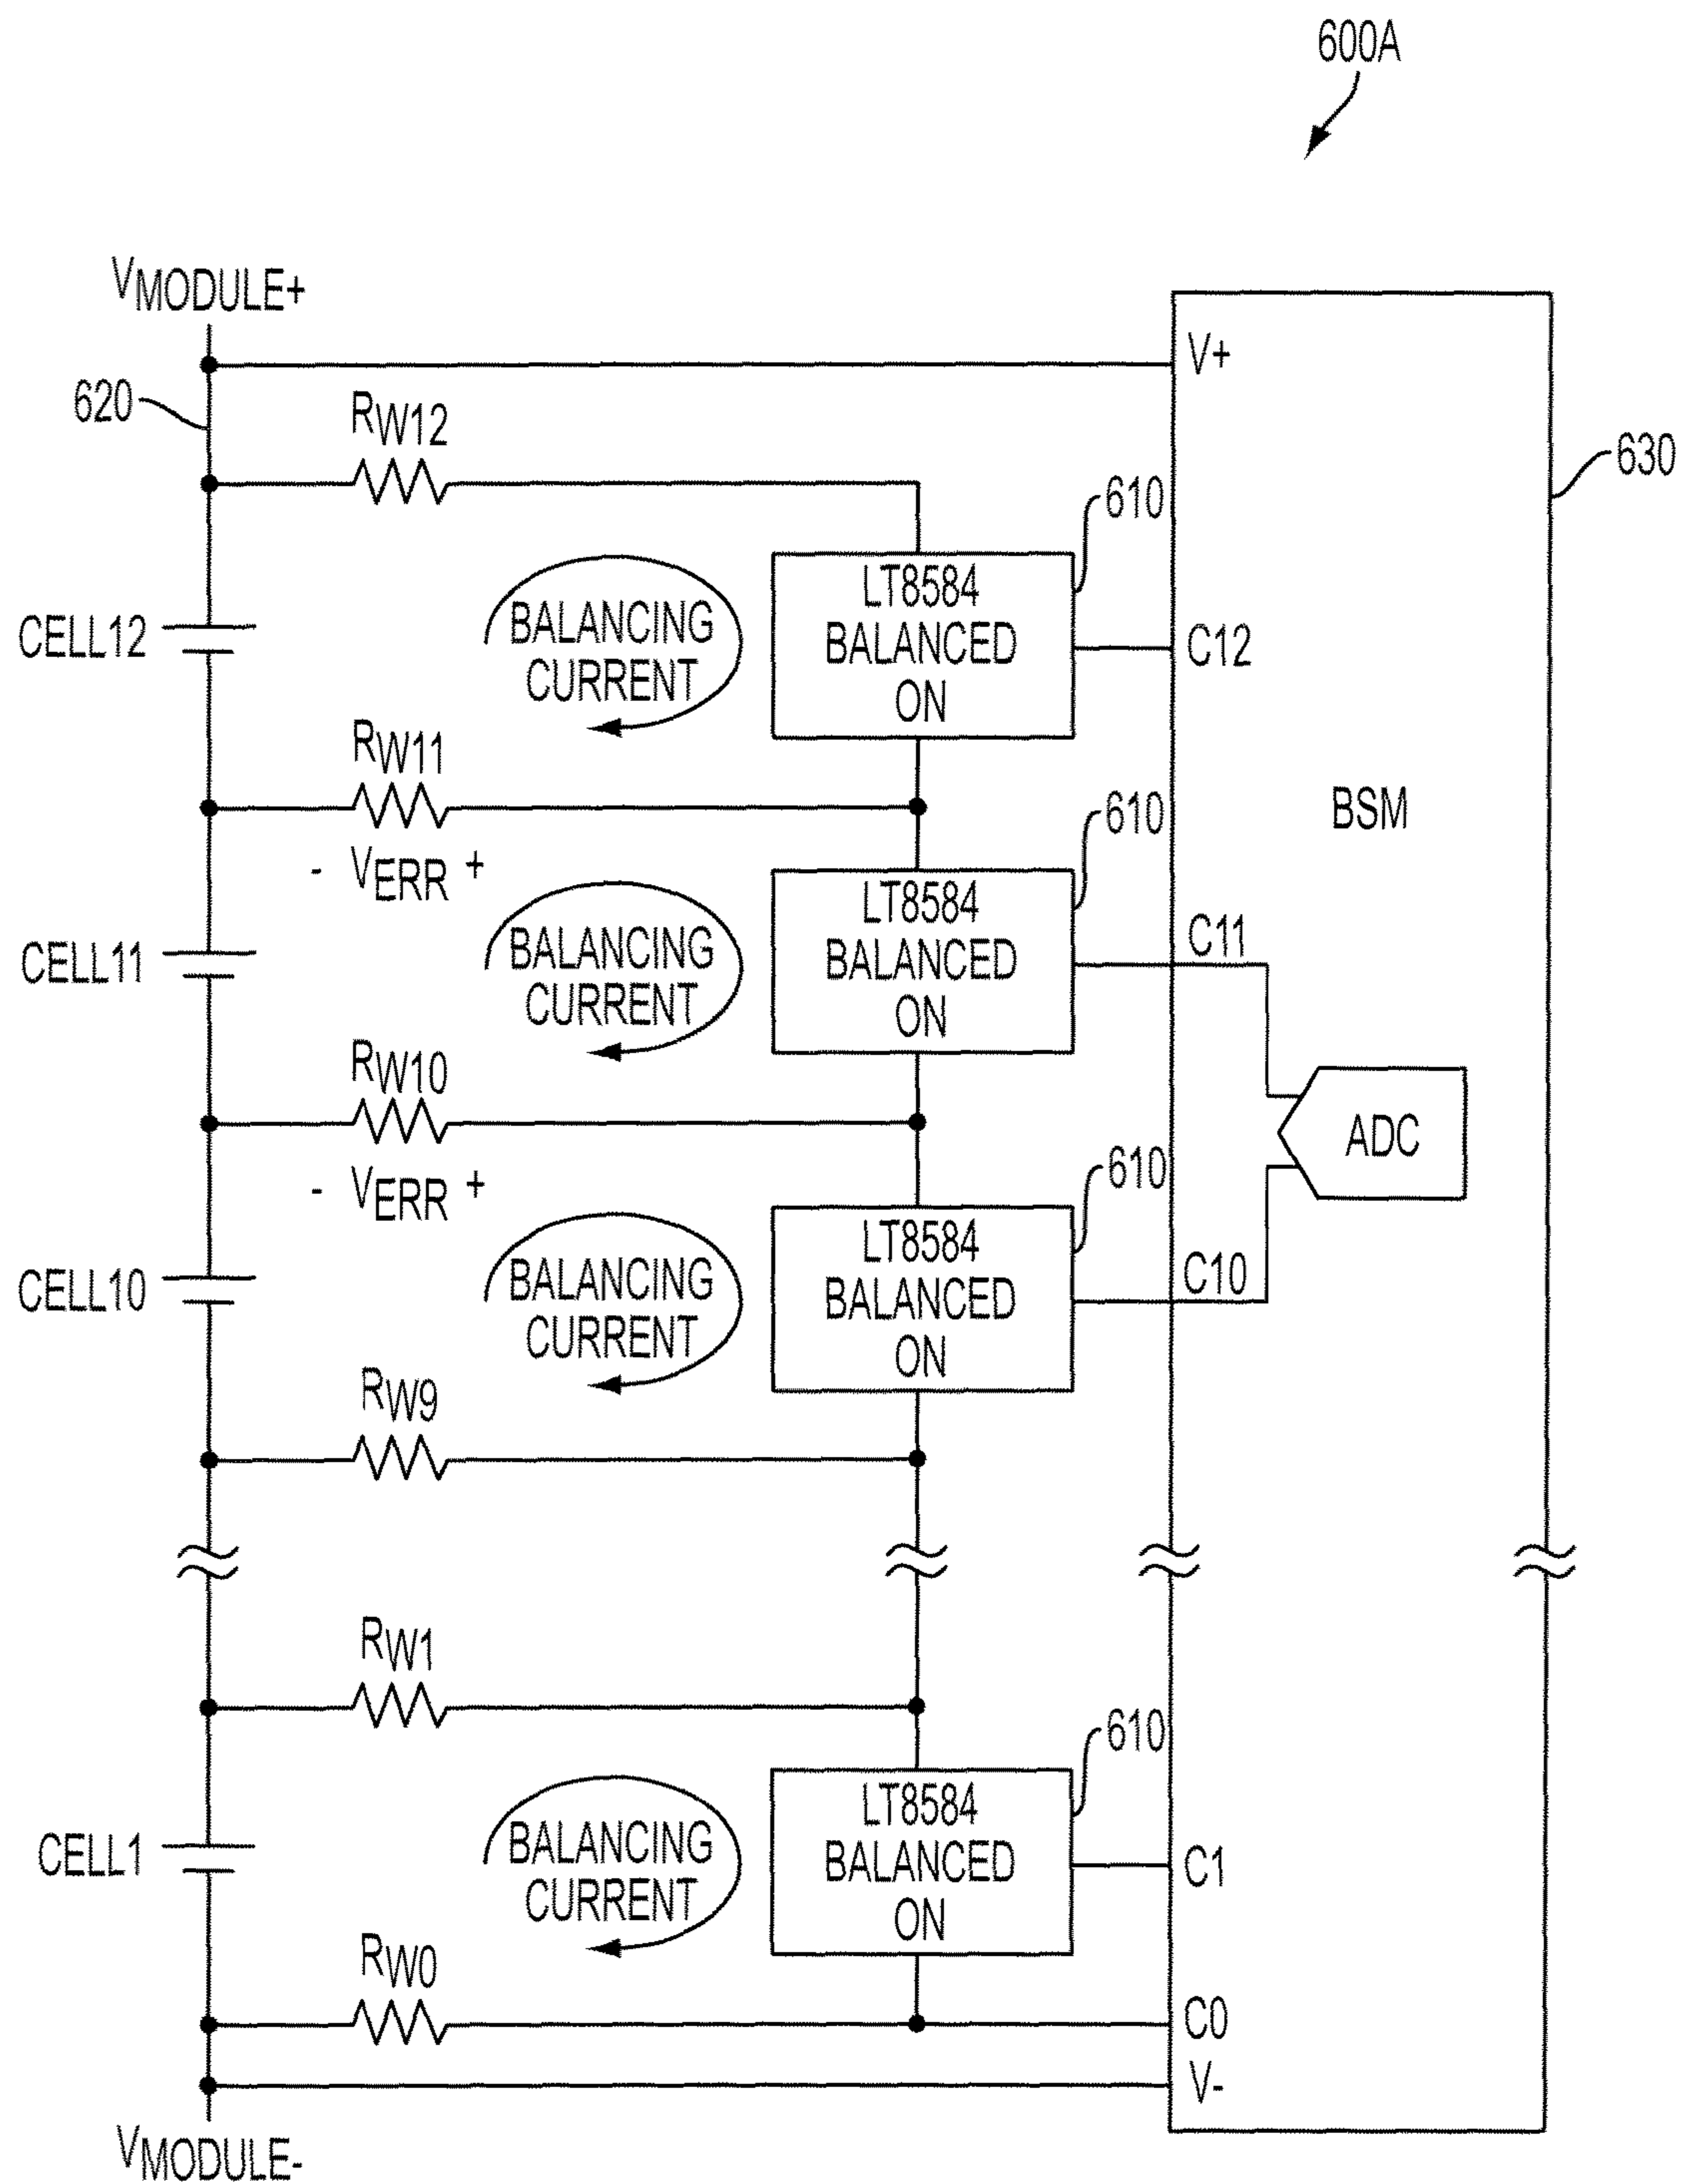 600A
VMODULE+
V+
620
RW12
630
610
LT8584
BALANCED
ON
BALANCING
CURRENT
CELL12
C12
RW11
BSM
610
- VERR +
LT8584
BALANCED
ON
C11
BALANCING
CURRENT
CELL11
RW10
ADC
610
- VERR +
LT8584
BALANCED
ON
C10
BALANCING
CURRENT
CELL10
RW9
RW1
610
LT8584
BALANCED
ON
BALANCING
CURRENT
CELL1
C1
RW0
C0
V-
VMODULE-